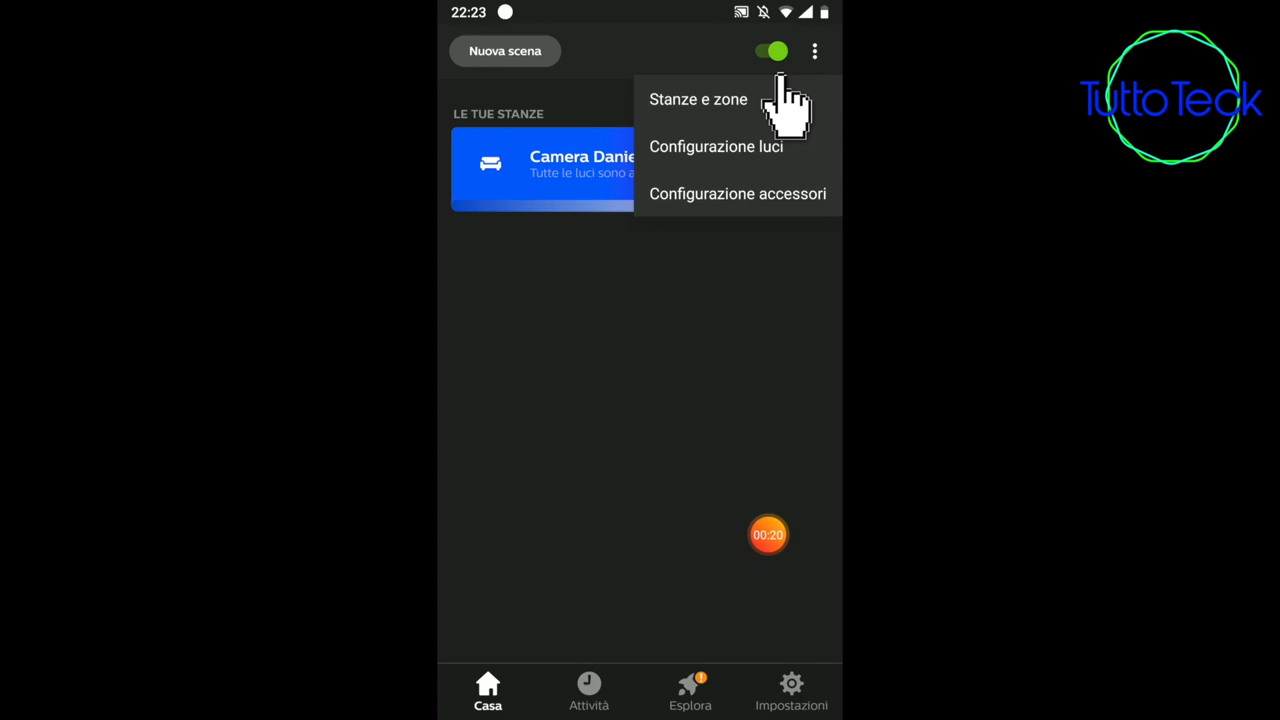 22:23
Nuova scena
TuttoTeck
Stanze e zone
LE TUE STANZE
Configurazione luci
Camera Danie
Tutte le luci sono a
Configurazione accessori
00:20
Casa
Attività
Esplora
Impostazioni